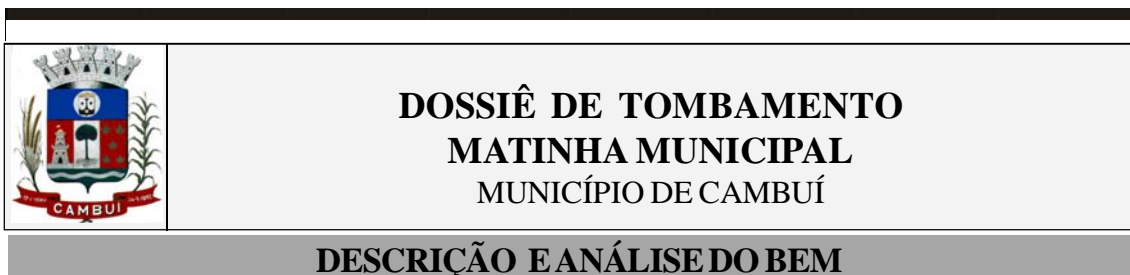 DOSSIÊ DE TOMBAMENTO
MATINHA MUNICIPAL
MUNICÍPIO DE CAMBUÍ
CAMBUÍ
DESCRIÇÃO E ANÁLISE DO BEM